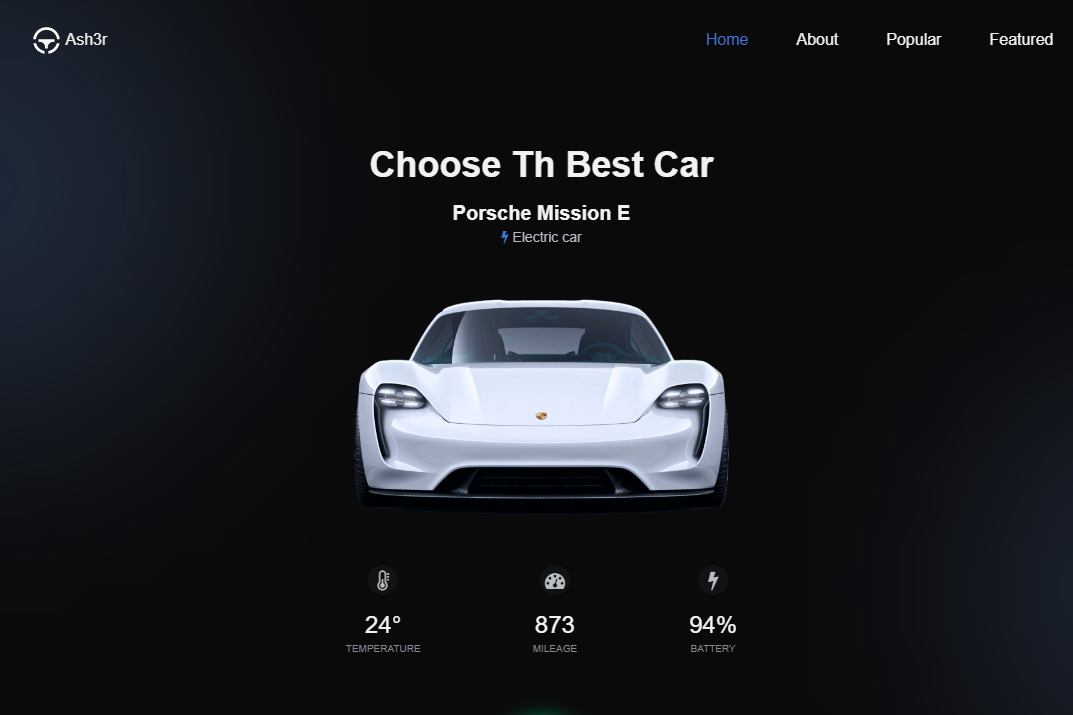 Ash3r
Home About Popular Featured
Choose Th Best Car
Porsche Mission E
Electric car
24° 873 94%
TEMPERATURE MILEAGE BATTERY